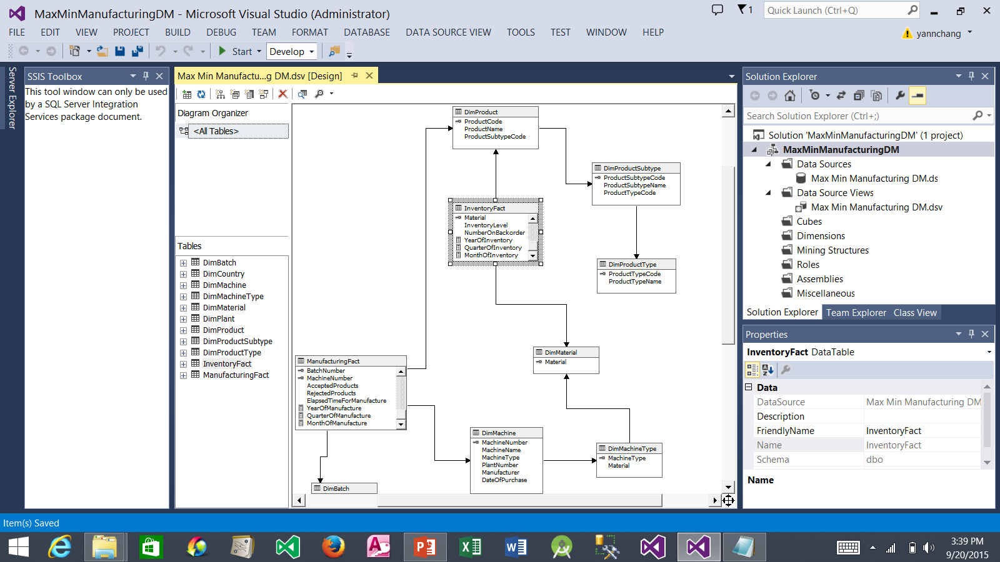 MaxMinManufacturingDM - Microsoft Visual Studio (Administrator)
1
Quick Launch (Ctrl+Q)
FILE EDIT VIEW PROJECT BUILD DEBUG TEAM FORMAT DATABASE DATA SOURCE VIEW TOOLS TEST WINDOW HELP
yannchang
Start
Develop
Server Explorer
SSIS Toolbox
This tool window can only be used
by a SQL Server Integration
Services package document.
Max Min Manufactu...g DM.dsv [Design]
Diagram Organizer
<All Tables>
Tables
DimBatch
DimCountry
DimMachine
DimMachineType
DimMaterial
DimPlant
DimProduct
DimProductSubtype
DimProductType
InventoryFact
ManufacturingFact
DimProduct
ProductCode
ProductName
ProductSubtypeCode
DimProductSubtype
ProductSubtypeCode
ProductSubtypeName
ProductTypeCode
InventoryFact
Material
InventoryLevel
NumberOnBackorder
YearOfInventory
QuarterOfInventory
MonthOfInventory
DimProductType
ProductTypeCode
ProductTypeName
DimMaterial
Material
ManufacturingFact
BatchNumber
MachineNumber
AcceptedProducts
RejectedProducts
ElapsedTimeForManufacture
YearOfManufacture
QuarterOfManufacture
MonthOfManufacture
DimMachine
MachineNumber
MachineName
MachineType
PlantNumber
Manufacturer
DateOfPurchase
DimMachineType
MachineType
Material
DimBatch
Solution Explorer
Search Solution Explorer (Ctrl+;)
Solution 'MaxMinManufacturingDM' (1 project)
MaxMinManufacturingDM
Data Sources
Max Min Manufacturing DM.ds
Data Source Views
Max Min Manufacturing DM.dsv
Cubes
Dimensions
Mining Structures
Roles
Assemblies
Miscellaneous
Solution Explorer Team Explorer Class View
Properties
InventoryFact DataTable
Data
DataSource Max Min Manufacturing DM
Description
FriendlyName InventoryFact
Name InventoryFact
Schema dbo
Name
Item(s) Saved
3:39 PM
9/20/2015